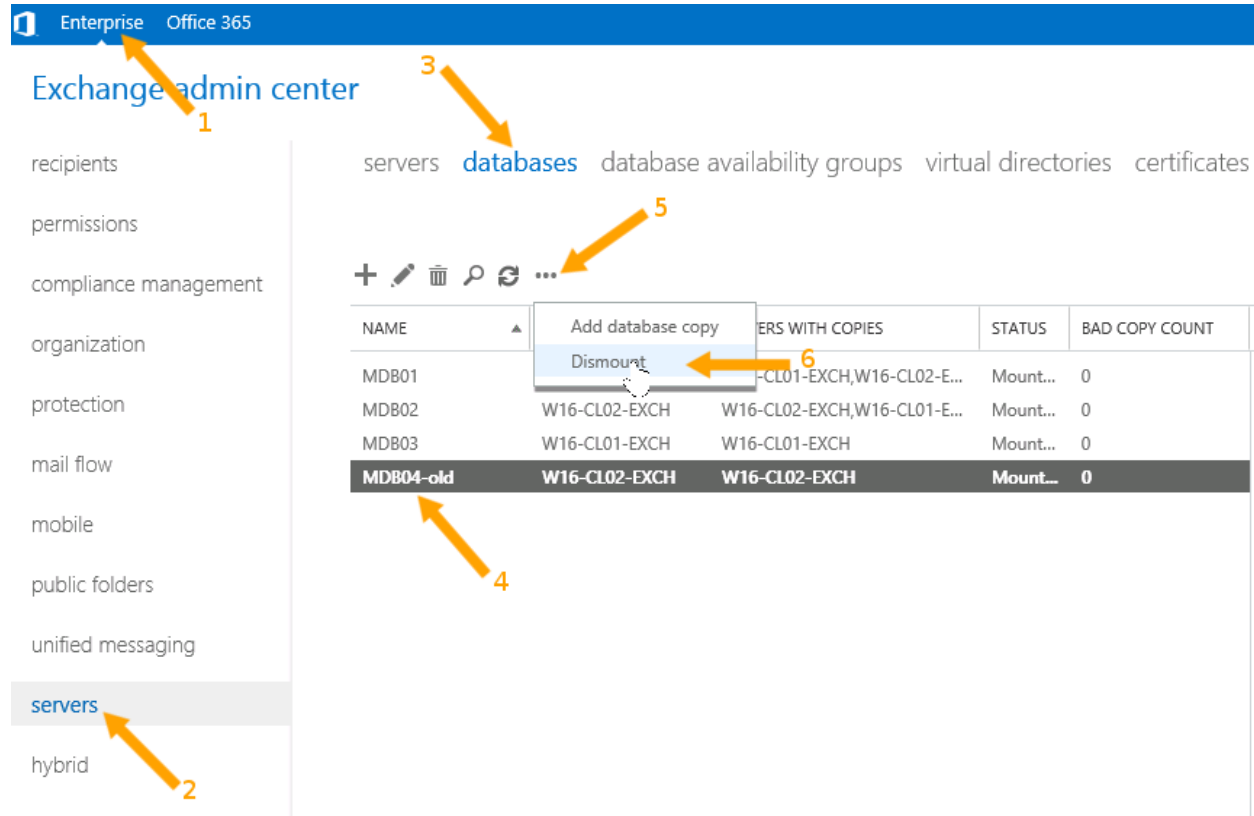 Enterprise Office 365
3
Exchange admin center
1
recipients
servers databases database availability groups virtual directories certificates
5
permissions
compliance management
NAME Add database copy ERS WITH COPIES STATUS BAD COPY COUNT
organization
Dismount 6
MDB01 -CL01-EXCH,W16-CL02-E... Mount... 0
protection
MDB02 W16-CL02-EXCH W16-CL02-EXCH,W16-CL01-E... Mount... 0
MDB03 W16-CL01-EXCH W16-CL01-EXCH Mount... 0
mail flow
MDB04-old W16-CL02-EXCH W16-CL02-EXCH Mount... 0
mobile
4
public folders
unified messaging
servers
hybrid
2